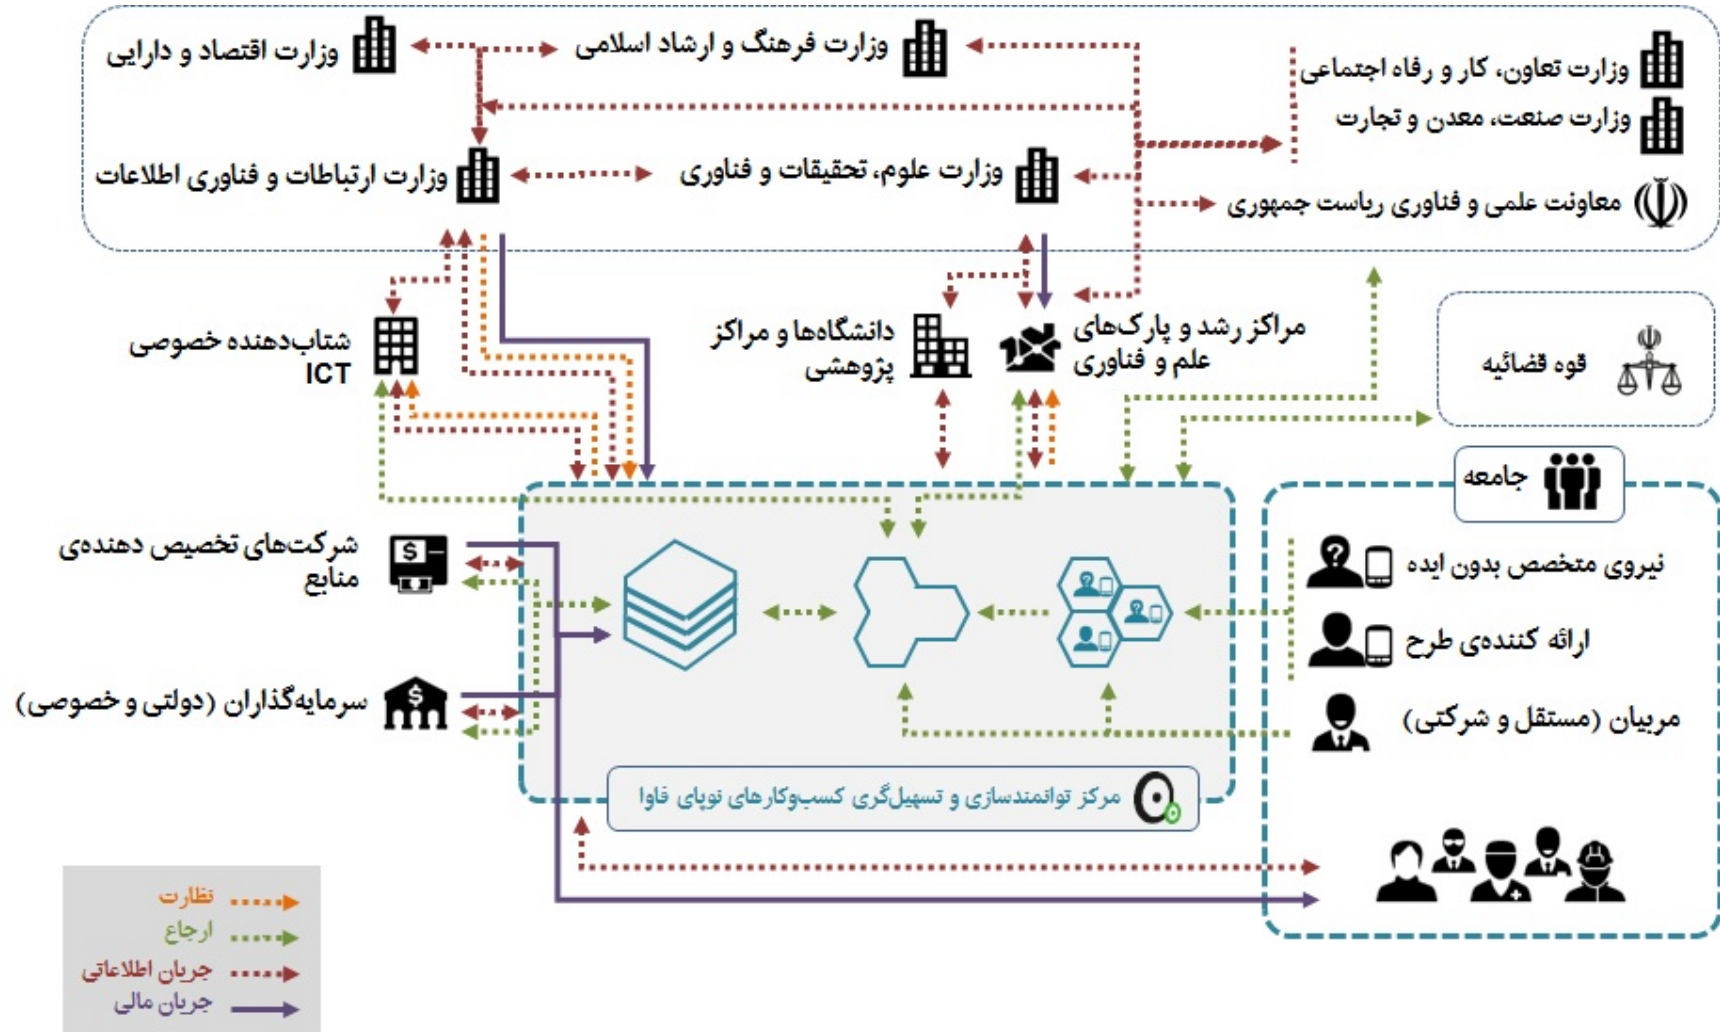 وزارت تعاون، کار و رفاه اجتماعی
وزارت صنعت، معدن و تجارت
معاونت علمی و فناوری ریاست جمهوری
وزارت فرهنگ و ارشاد اسلامی
وزارت اقتصاد و دارایی
وزارت علوم، تحقیقات و فناوری
وزارت ارتباطات و فناوری اطلاعات
قوه قضائیه
مراکز رشد و پارک‌های
علم و فناوری
دانشگاه‌ها و مراکز
پژوهشی
شتاب‌دهنده خصوصی
ICT
جامعه
نیروی متخصص بدون ایده
ارائه کننده‌ی طرح
مربیان (مستقل و شرکتی)
شرکت‌های تخصیص دهنده‌ی
منابع
سرمایه‌گذاران (دولتی و خصوصی)
مرکز توانمندسازی و تسهیل‌گری کسب‌وکارهای نوپای فاوا
نظارت
ارجاع
جریان اطلاعاتی
جریان مالی